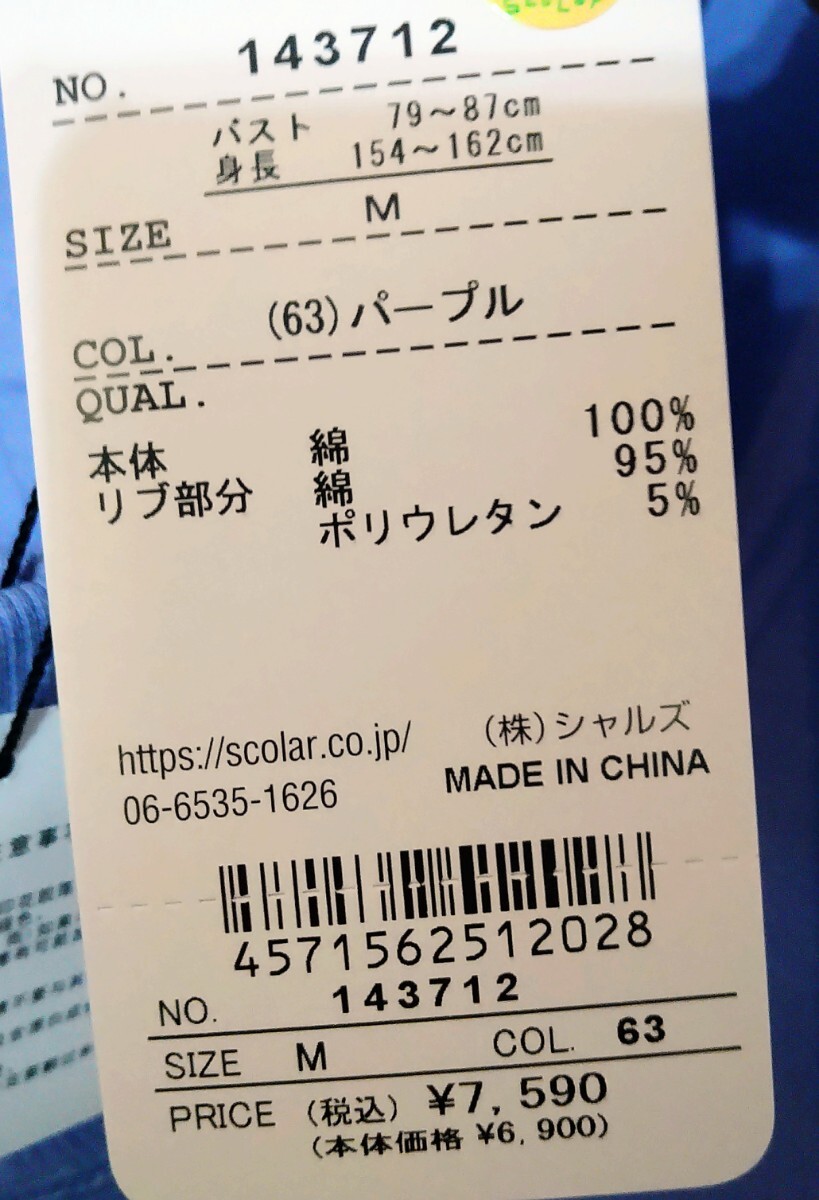 NO. 143712
バスト 79～87cm
身長 154～162cm
SIZE M
COL. (63)パープル
QUAL.
本体 綿 100%
リブ部分 綿 95%
ポリウレタン 5%
https://scolar.co.jp/
06-6535-1626
(株)シャルズ
MADE IN CHINA
4571562512028
NO. 143712
SIZE M COL. 63
PRICE (税込) ¥7,590
(本体価格 ¥6,900)